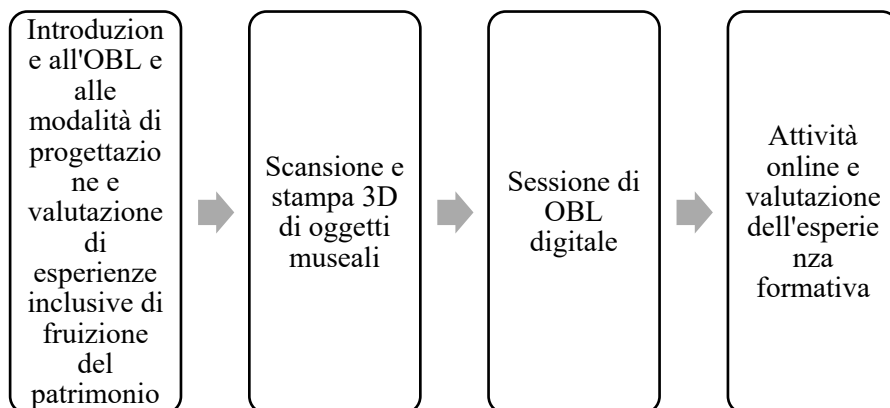 Introduzion
e all'OBL e
alle
modalità di
progettazio
ne e
valutazione
di
esperienze
inclusive di
fruizione
del
patrimonio
Scansione e
stampa 3D
di oggetti
museali
Sessione di
OBL
digitale
Attività
online e
valutazione
dell'esperie
nza
formativa